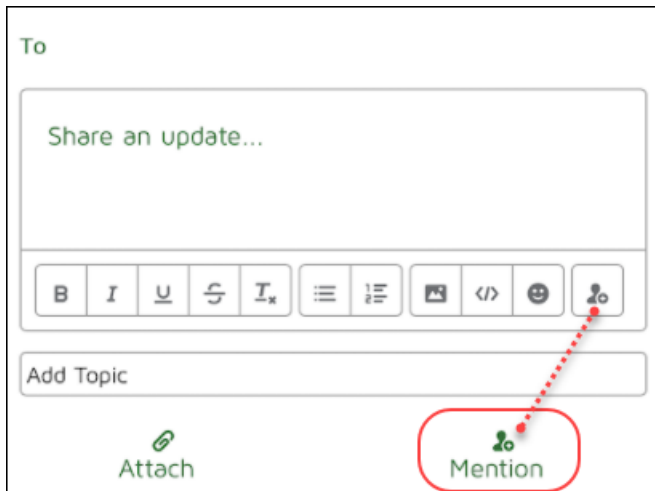 To
Share an update...
B I U S T
Add Topic
Attach
Mention